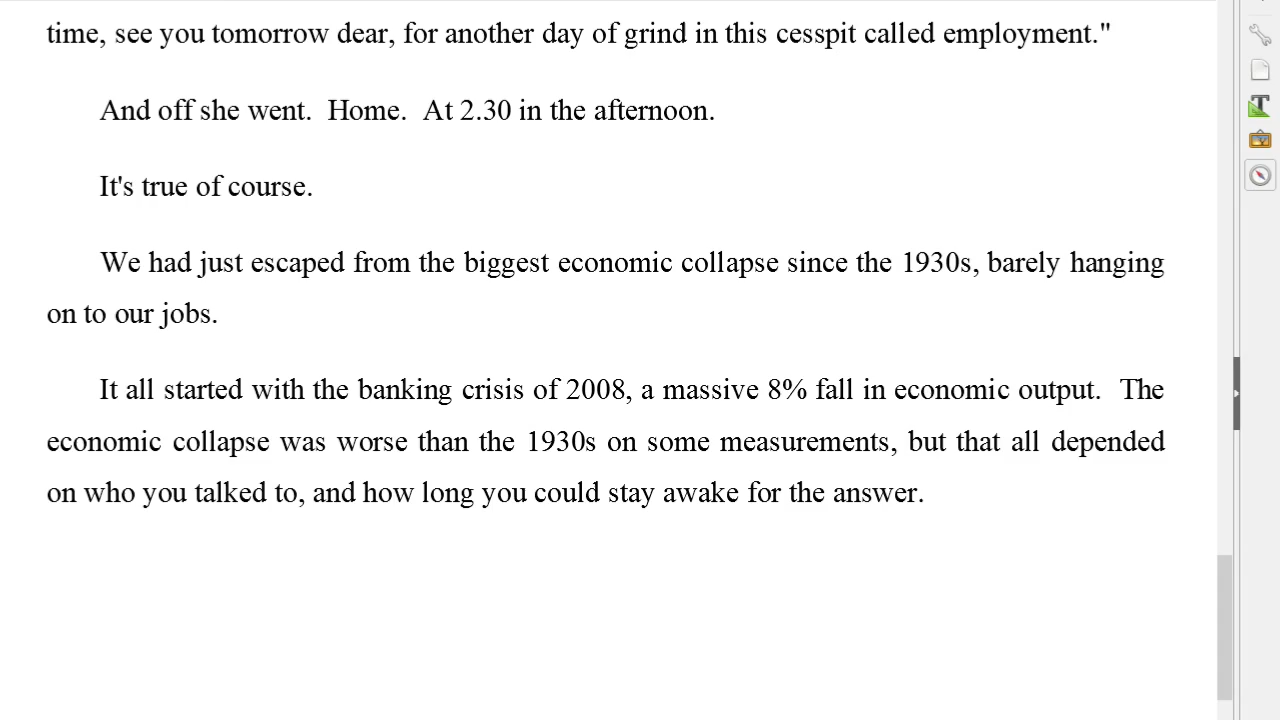 time, see you tomorrow dear, for another day of grind in this cesspit called employment."
And off she went.  Home.  At 2.30 in the afternoon.
It's true of course.
We had just escaped from the biggest economic collapse since the 1930s, barely hanging
on to our jobs.
It all started with the banking crisis of 2008, a massive 8% fall in economic output.  The
economic collapse was worse than the 1930s on some measurements, but that all depended
on who you talked to, and how long you could stay awake for the answer.